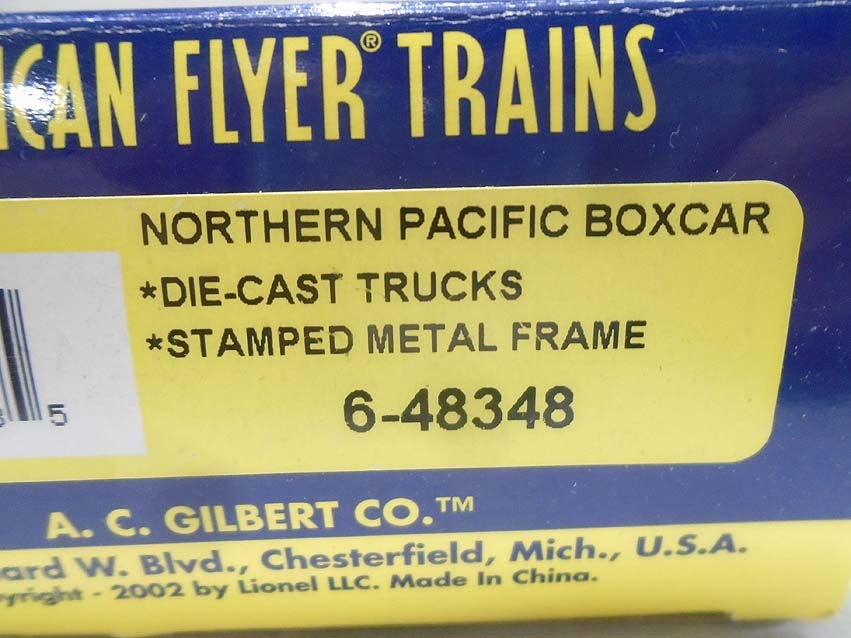 ICAN FLYER® TRAINS
NORTHERN PACIFIC BOXCAR
*DIE-CAST TRUCKS
*STAMPED METAL FRAME
5
6-48348
A. C. GILBERT CO.™
ard W. Blvd., Chesterfield, Mich., U.S.A.
yright - 2002 by Lionel LLC. Made In China.